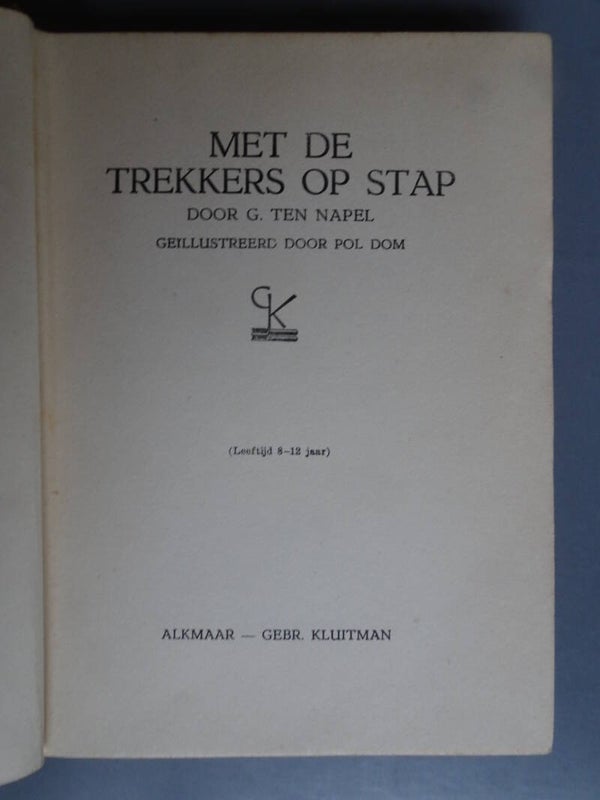 MET DE
TREKKERS OP STAP
DOOR G. TEN NAPEL
GEÏLLUSTREERD DOOR POL DOM
GK
(Leeftijd 8-12 jaar)
ALKMAAR — GEBR. KLUITMAN